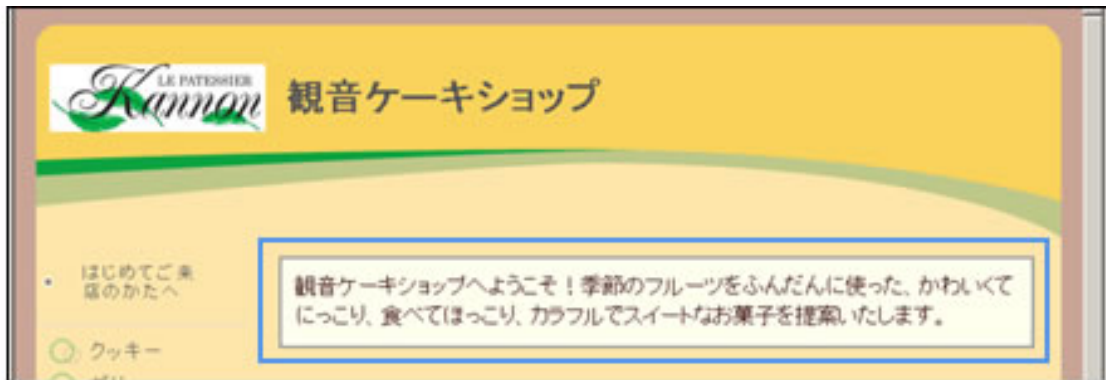 LE PATESSIER
Kannon
観音ケーキショップ
はじめてご来
店のかたへ
観音ケーキショップへようこそ！季節のフルーツをふんだんに使った、かわいくて
にっこり、食べてほっこり、カラフルでスイートなお菓子を提案いたします。
クッキー